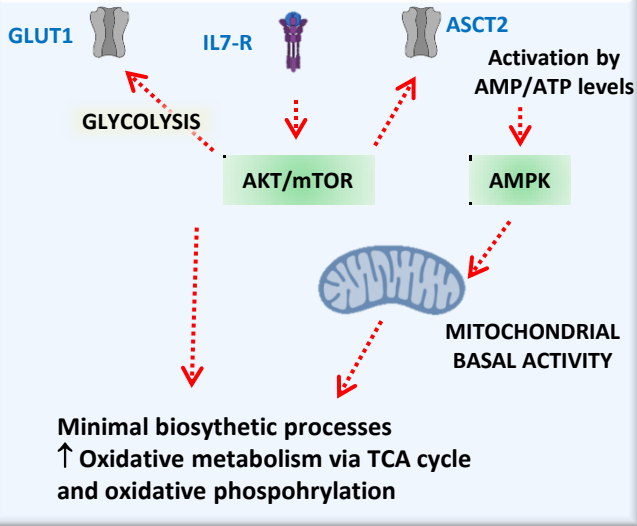 GLUT1
IL7-R
ASCT2
Activation by
AMP/ATP levels
GLYCOLYSIS
AKT/mTOR
AMPK
MITOCHONDRIAL
BASAL ACTIVITY
Minimal biosythetic processes
↑ Oxidative metabolism via TCA cycle
and oxidative phospohrylation